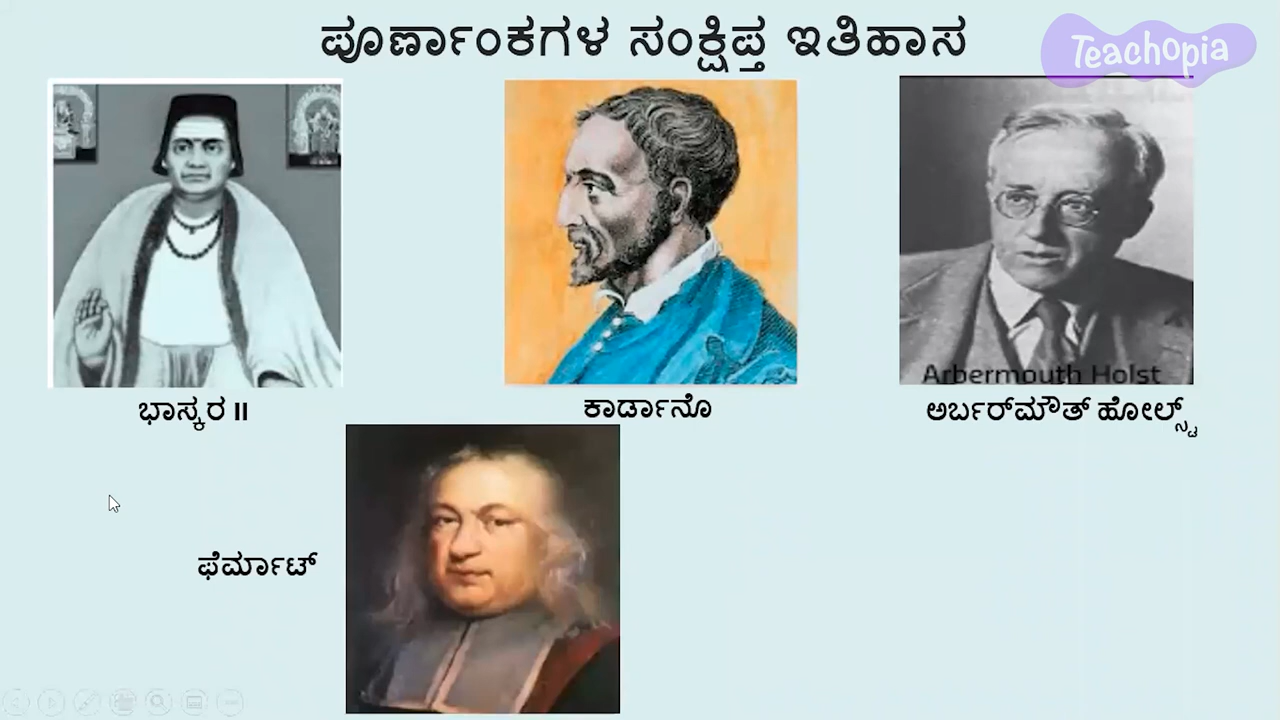 ಪೂರ್ಣಾಂಕಗಳ ಸಂಕ್ಷಿಪ್ತ ಇತಿಹಾಸ
Teachopia
Arbermouth Holst
ಭಾಸ್ಕರ II
ಕಾರ್ಡಾನೊ
ಅರ್ಬರ್‌ಮೌತ್ ಹೋಲ್ಸ್ಟ್
ಫೆರ್ಮಾಟ್